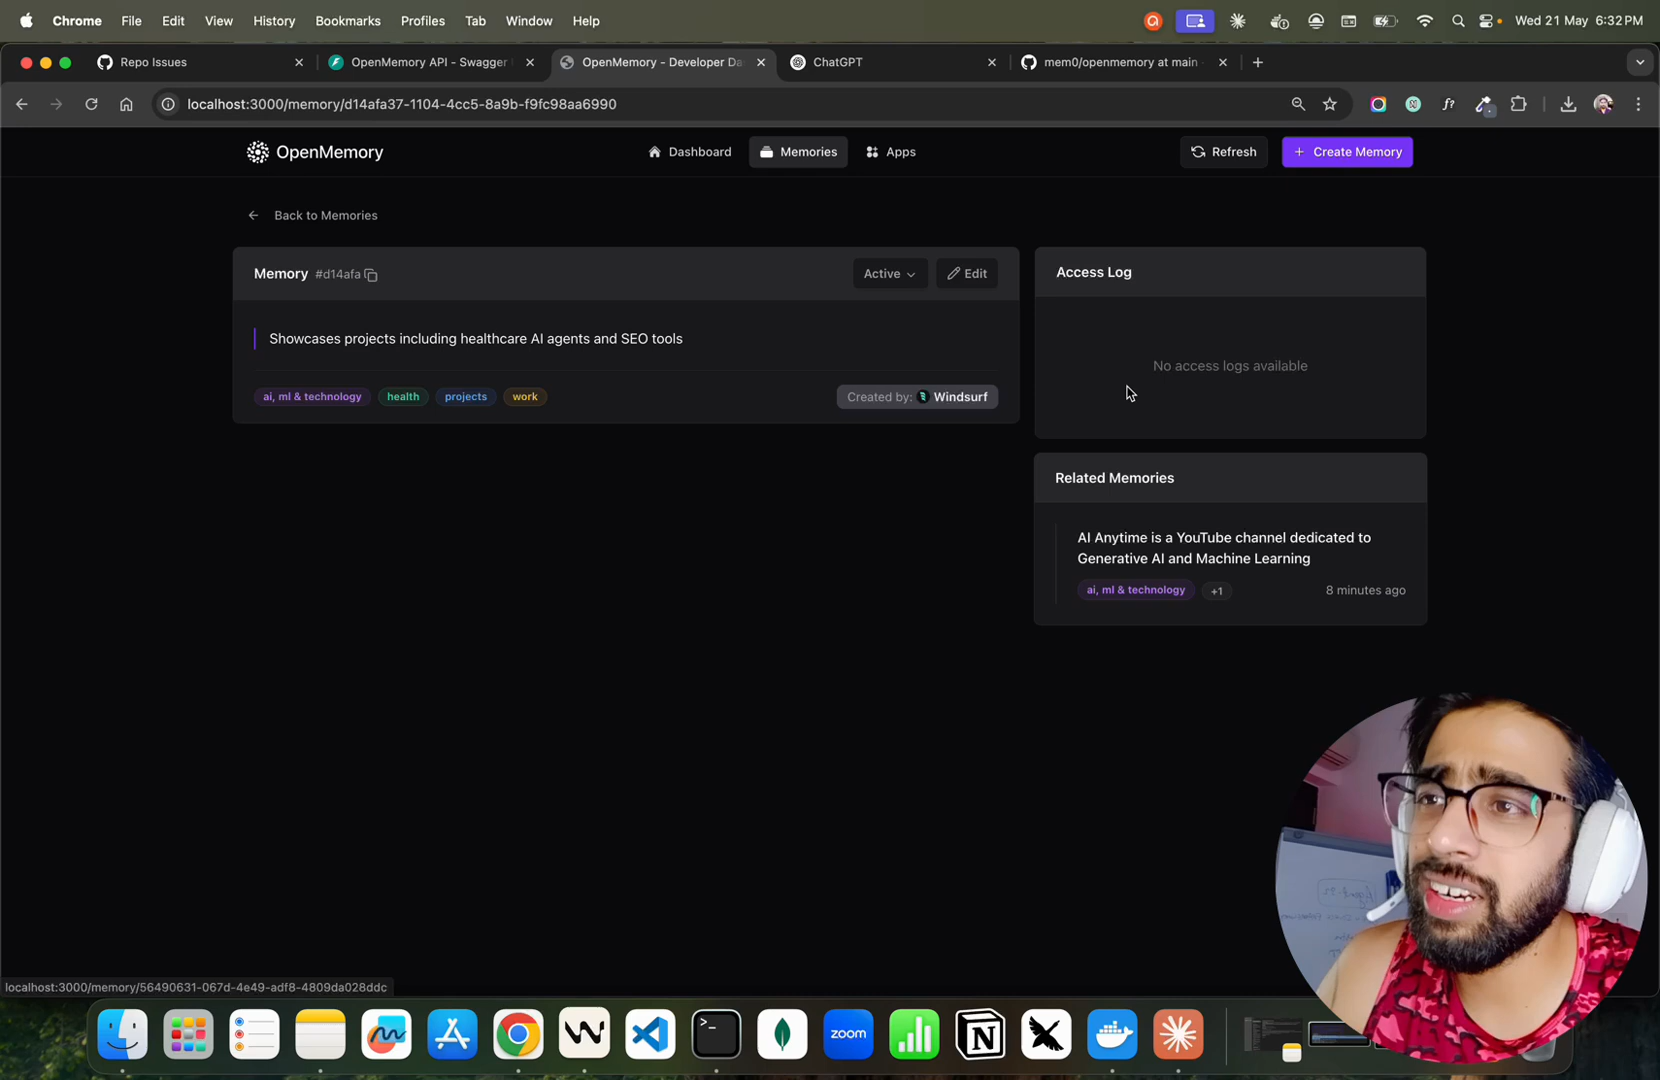 Chrome File Edit View History Bookmarks Profiles Tab Window Help
Wed 21 May 6:32 PM
Repo Issues
OpenMemory API - Swagger
OpenMemory - Developer Da
ChatGPT
mem0/openmemory at main
localhost:3000/memory/d14afa37-1104-4cc5-8a9b-f9fc98aa6990
f?
OpenMemory
Dashboard
Memories
Apps
Refresh
+ Create Memory
Back to Memories
Memory #d14afa
Active
Edit
Showcases projects including healthcare AI agents and SEO tools
ai, ml & technology
health
projects
work
Created by: Windsurf
Access Log
No access logs available
Related Memories
AI Anytime is a YouTube channel dedicated to
Generative AI and Machine Learning
ai, ml & technology
+1
8 minutes ago
localhost:3000/memory/56490631-067d-4e49-adf8-4809da028ddc
zoom